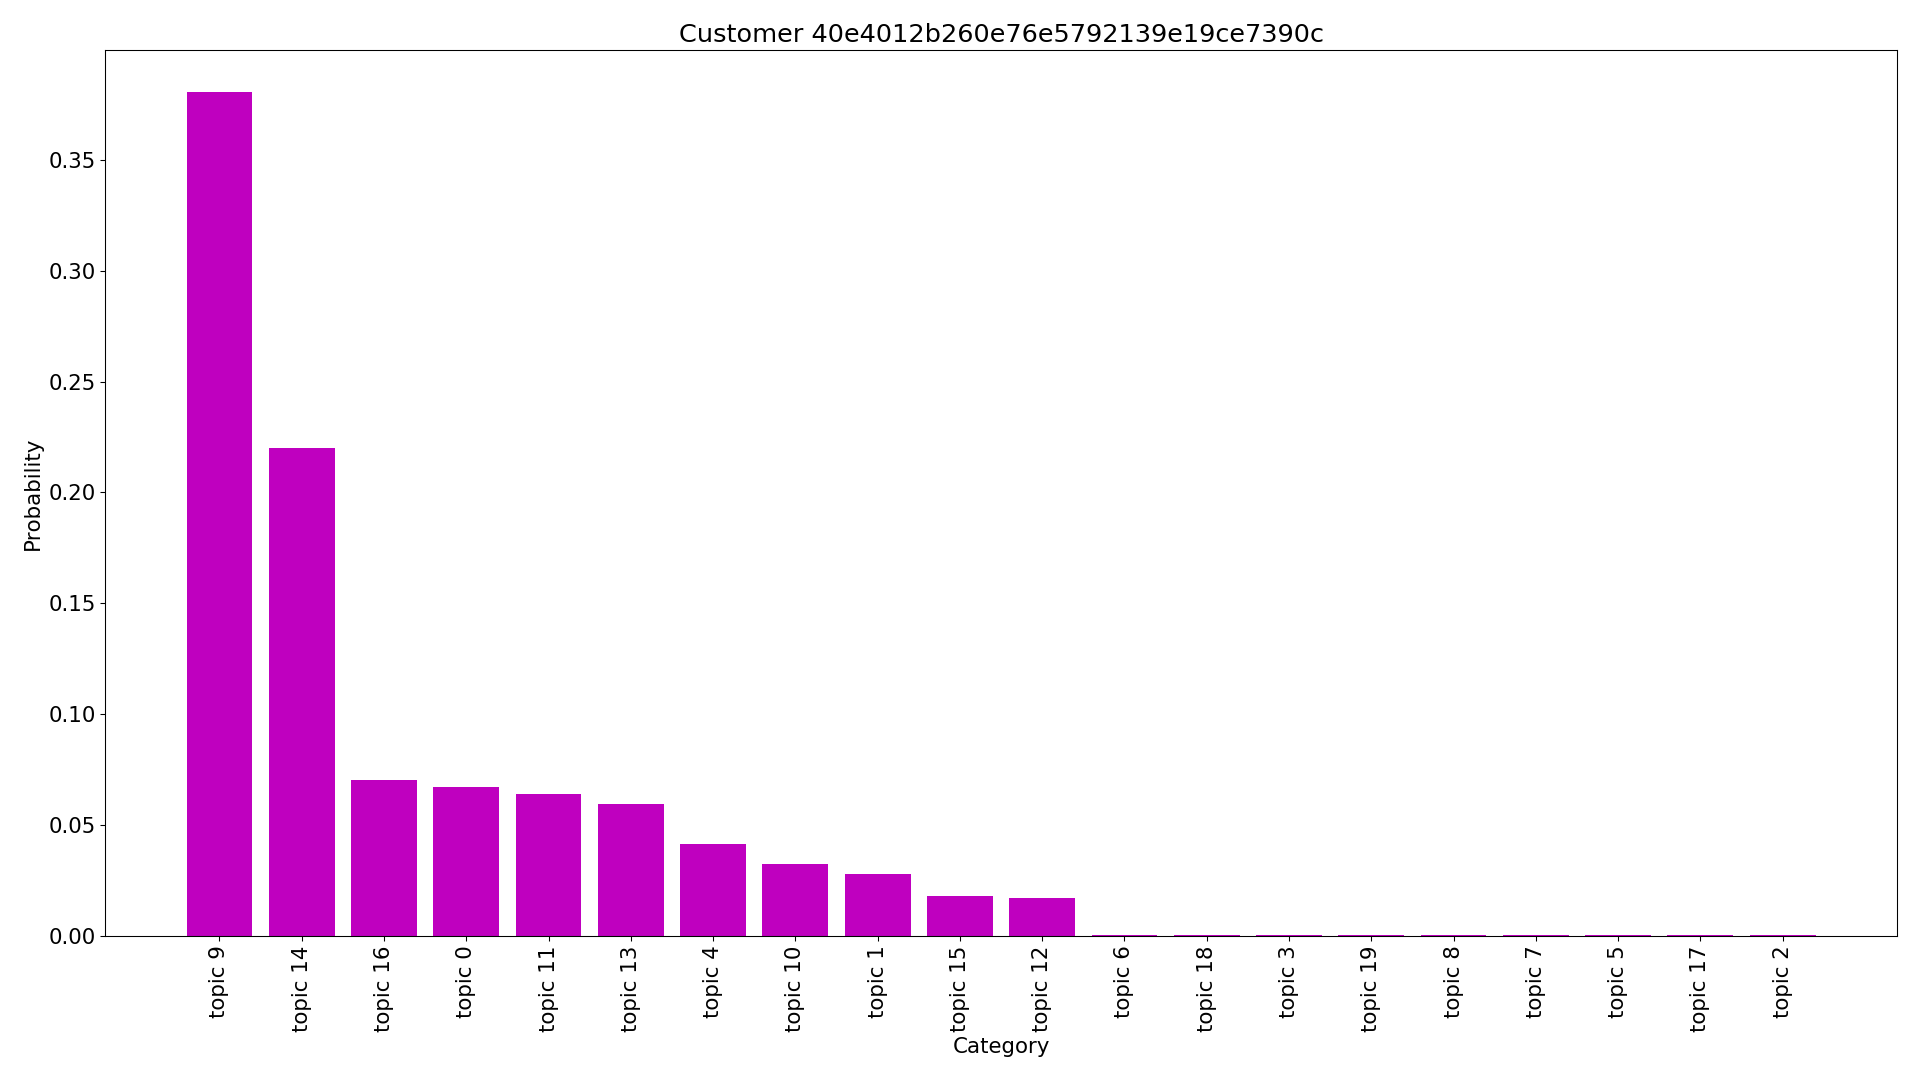 Customer 40e4012b260e76e5792139e19ce7390c
Probability
0.35
0.30
0.25
0.20
0.15
0.10
0.05
0.00
topic 9
topic 14
topic 16
topic 0
topic 11
topic 13
topic 4
topic 10
topic 1
topic 15
topic 12
topic 6
topic 18
topic 3
topic 19
topic 8
topic 7
topic 5
topic 17
topic 2
Category